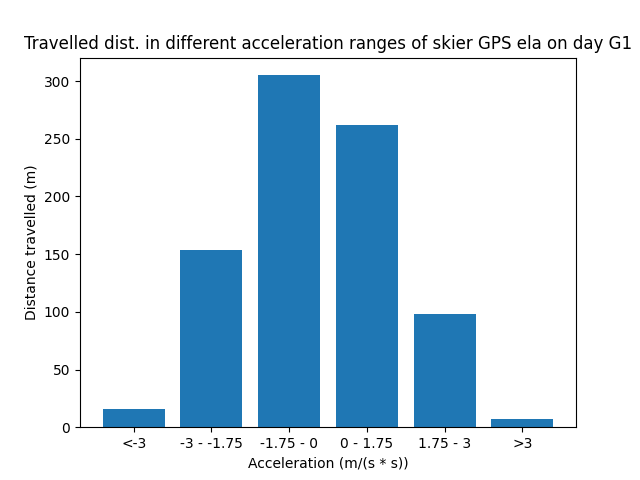 Travelled dist. in different acceleration ranges of skier GPS ela on day G1
300
250
200
150
100
50
0
Distance travelled (m)
<-3
-3 - -1.75
-1.75 - 0
0 - 1.75
1.75 - 3
>3
Acceleration (m/(s * s))